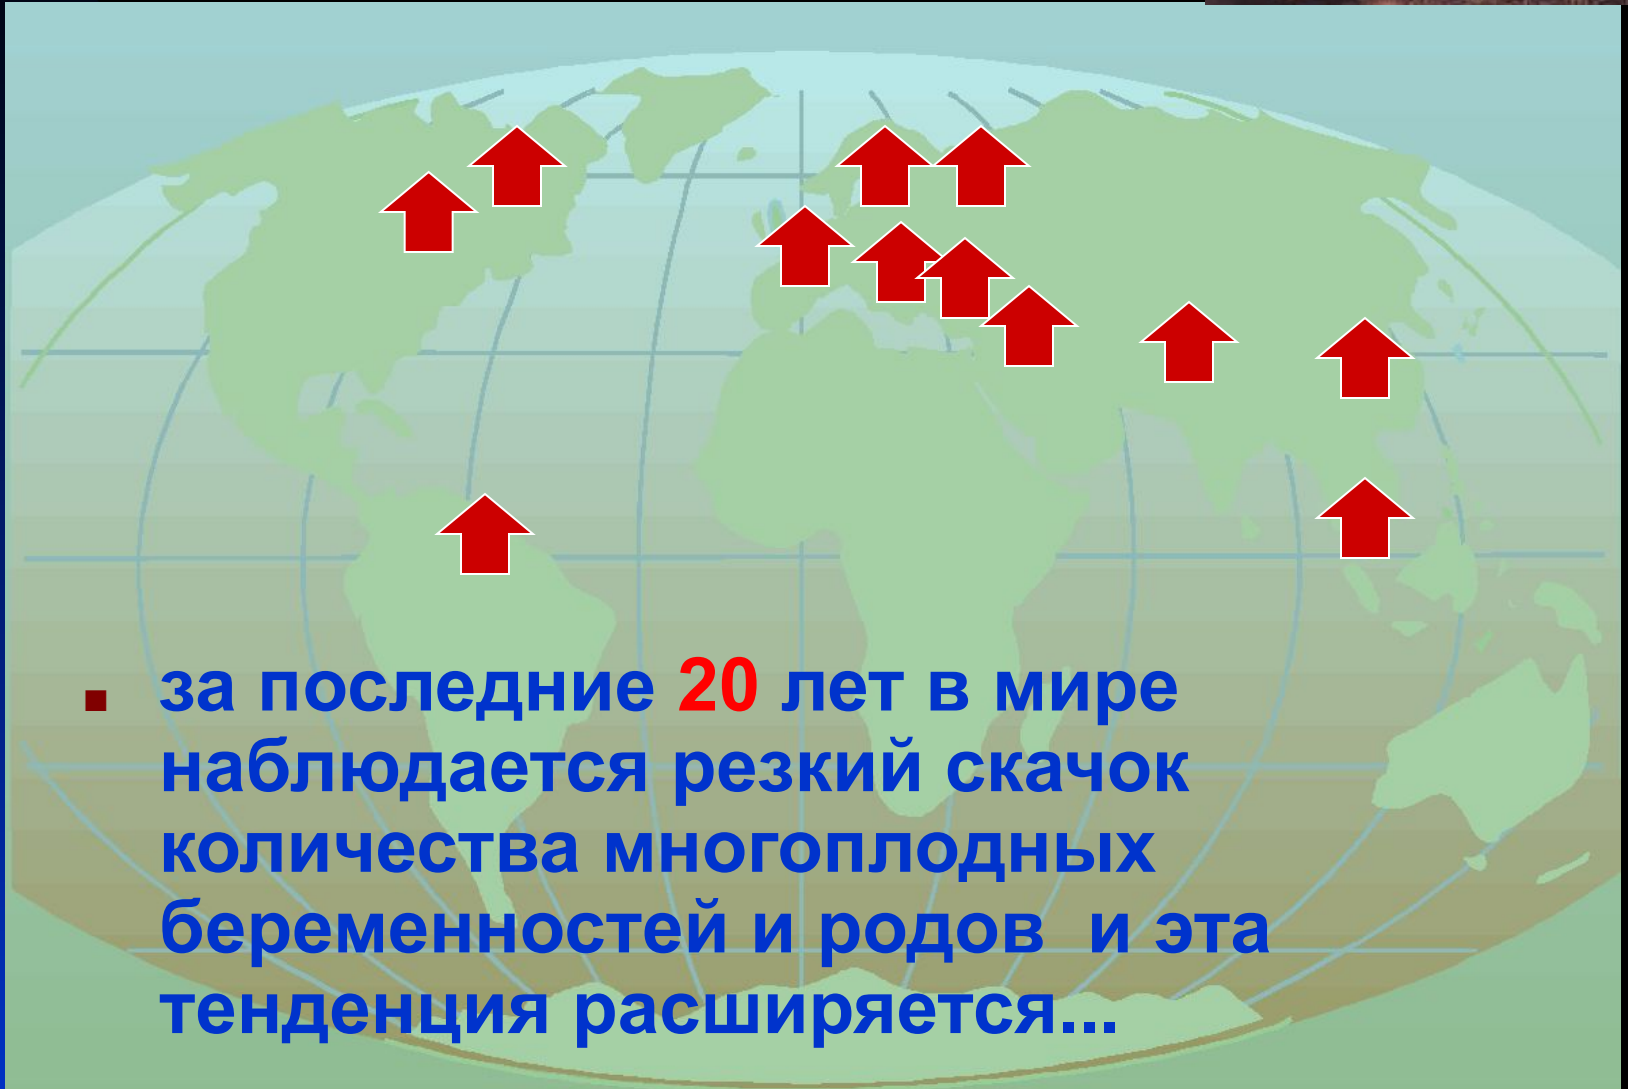 за последние 20 лет в мире
наблюдается резкий скачок
количества многоплодных
беременностей и родов и эта
тенденция расширяется...